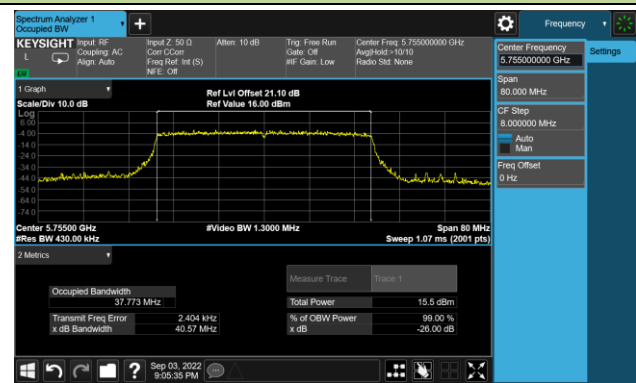 Spectrum Analyzer 1
Occupied BW
Frequency
KEYSIGHT
L
Input: RF
Coupling: AC
Align: Auto
Input Z: 50 Ω
Corr CCorr
Freq Ref: Int (S)
NFE: Off
Atten: 10 dB
Trig: Free Run
Gate: Off
#IF Gain: Low
Center Freq: 5.755000000 GHz
Avg|Hold:>10/10
Radio Std: None
Center Frequency
5.755000000 GHz
Settings
Span
80.000 MHz
CF Step
8.000000 MHz
Auto
Man
Freq Offset
0 Hz
1 Graph
Scale/Div 10.0 dB
Ref Lvl Offset 21.10 dB
Ref Value 16.00 dBm
Log
6.00
-4.00
-14.0
-24.0
-34.0
-44.0
-54.0
-64.0
-74.0
Center 5.75500 GHz
#Res BW 430.00 kHz
#Video BW 1.3000 MHz
Span 80 MHz
Sweep 1.07 ms (2001 pts)
2 Metrics
Measure Trace
Trace 1
Occupied Bandwidth
37.773 MHz
Total Power
15.5 dBm
Transmit Freq Error
2.404 kHz
% of OBW Power
99.00 %
x dB Bandwidth
40.57 MHz
x dB
-26.00 dB
?
Sep 03, 2022
9:05:35 PM